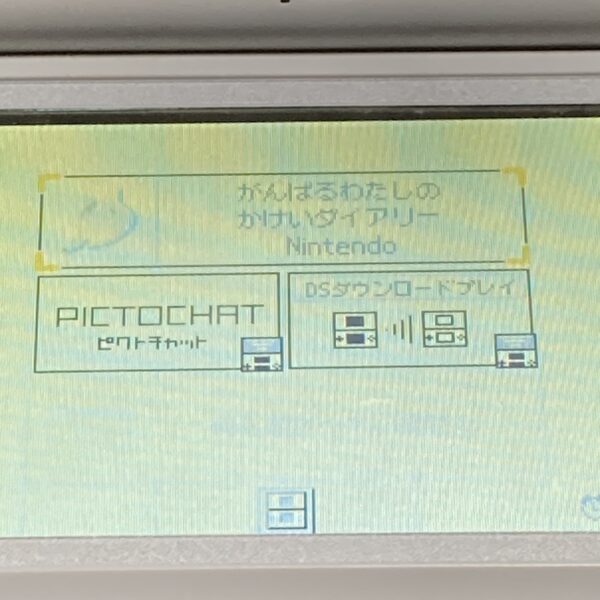 がんばるわたしの
かけいダイアリー
Nintendo
PICTOCHAT
ピクトチャット
DSダウンロードプレイ